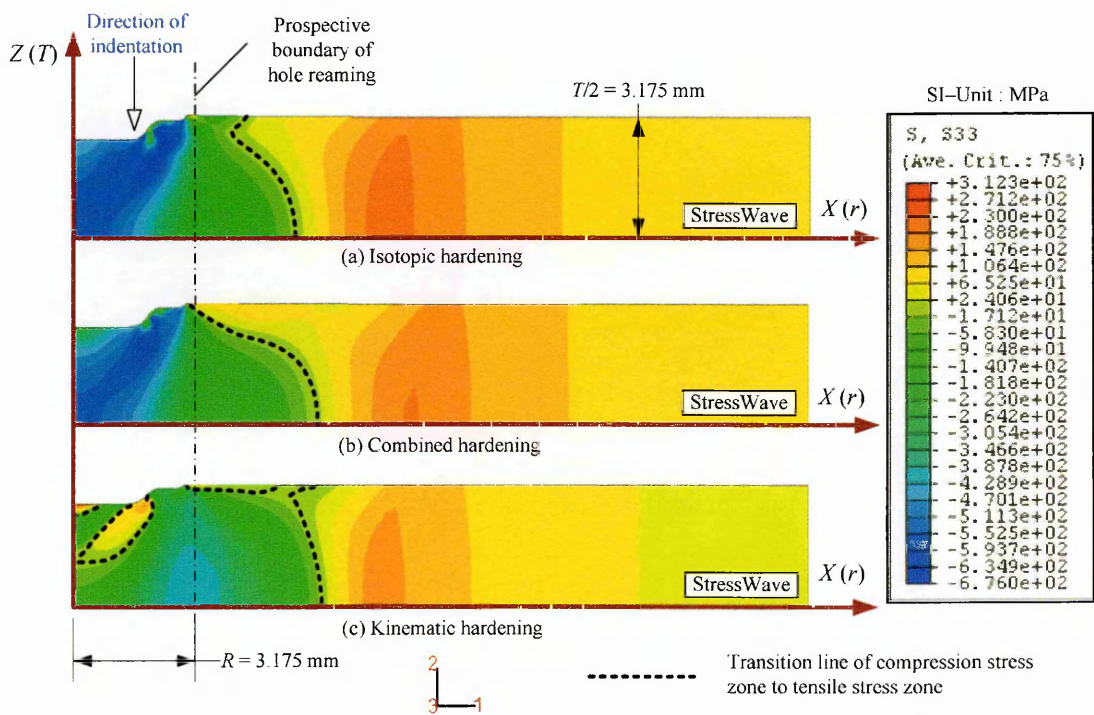 Direction of
indentation
Prospective
boundary of
hole reaming
Z (T)
T/2 = 3.175 mm
SI–Unit : MPa
S, S33
(Ave. Crit.: 75%)
+3.123e+02
+2.712e+02
+2.300e+02
+1.888e+02
+1.476e+02
+1.064e+02
+6.525e+01
+2.406e+01
-1.712e+01
-5.830e+01
-9.948e+01
-1.407e+02
-1.818e+02
-2.230e+02
-2.642e+02
-3.054e+02
-3.466e+02
-3.878e+02
-4.289e+02
-4.701e+02
-5.113e+02
-5.525e+02
-5.937e+02
-6.349e+02
-6.760e+02
StressWave
X (r)
(a) Isotopic hardening
StressWave
X (r)
(b) Combined hardening
StressWave
X (r)
(c) Kinematic hardening
R = 3.175 mm
2
3
1
Transition line of compression stress
zone to tensile stress zone